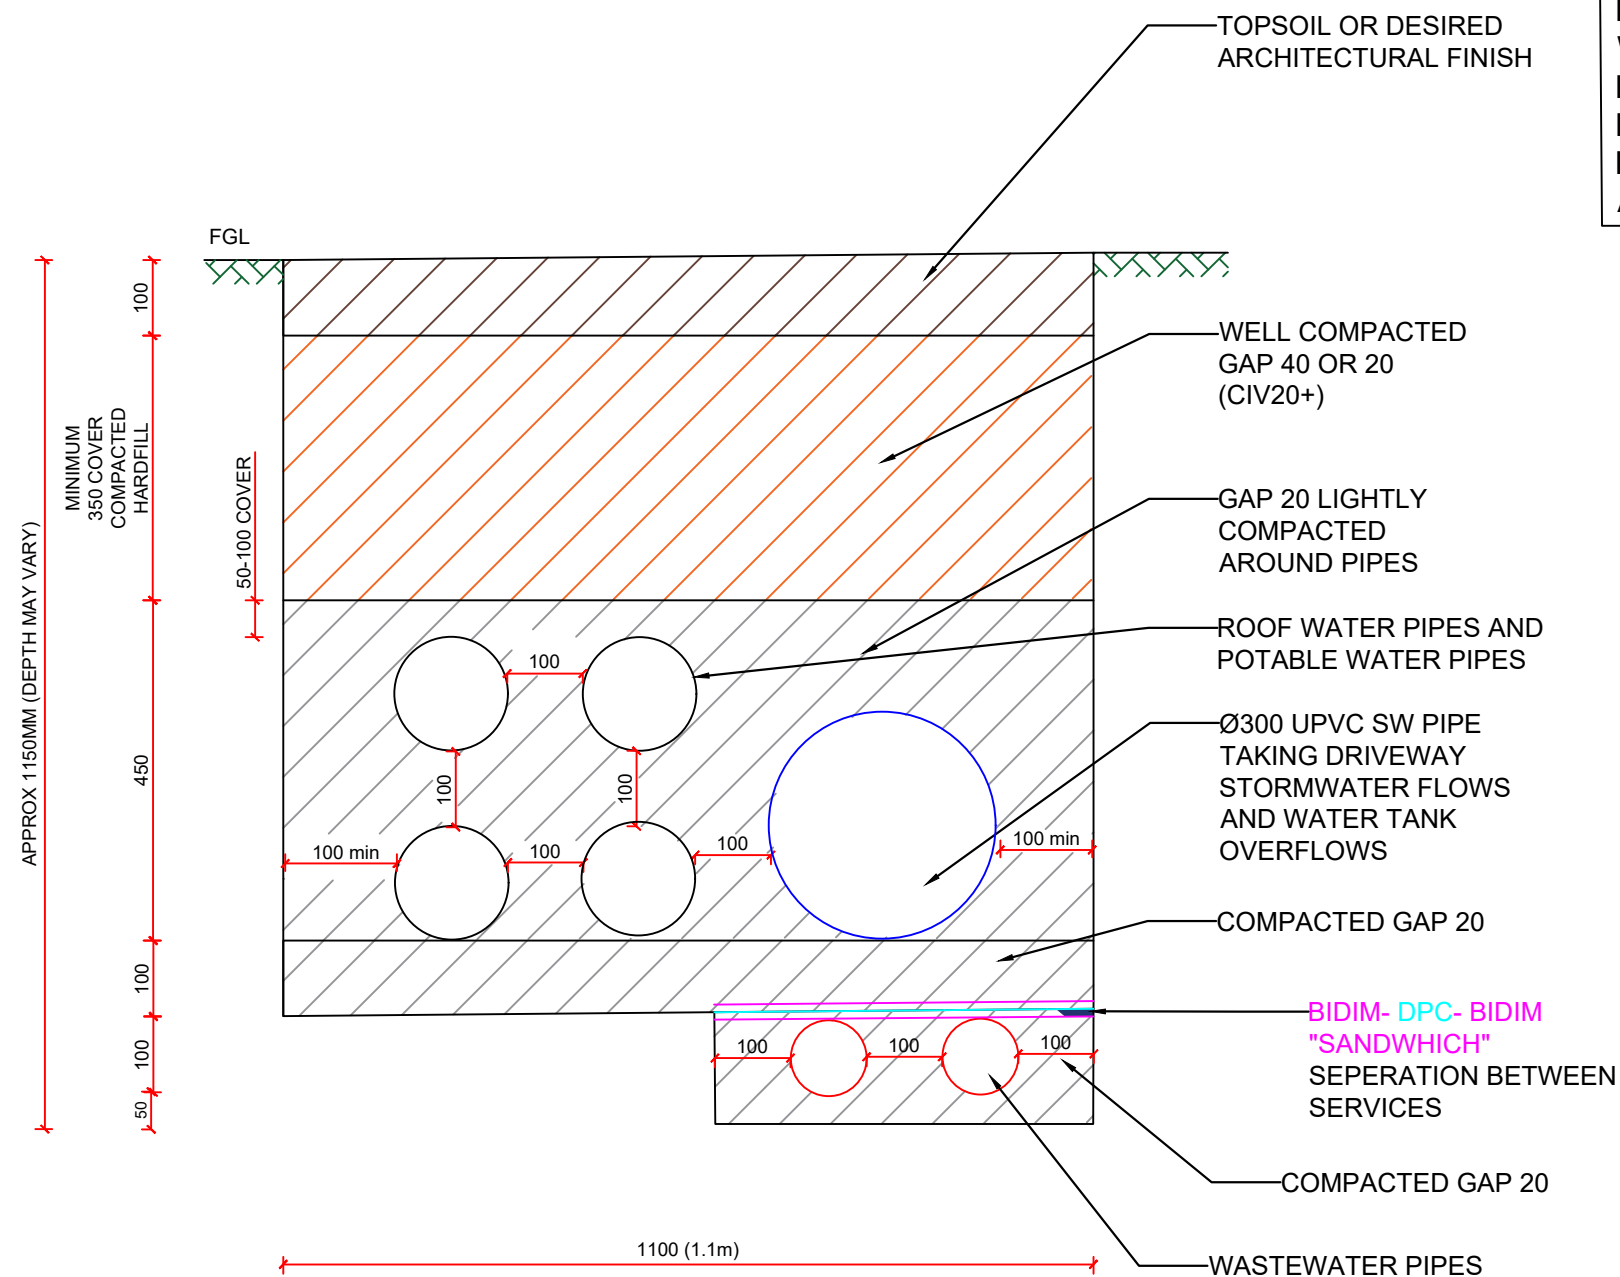 TOPSOIL OR DESIRED
ARCHITECTURAL FINISH
FGL
WELL COMPACTED
GAP 40 OR 20
(CIV20+)
GAP 20 LIGHTLY
COMPACTED
AROUND PIPES
ROOF WATER PIPES AND
POTABLE WATER PIPES
Ø300 UPVC SW PIPE
TAKING DRIVEWAY
STORMWATER FLOWS
AND WATER TANK
OVERFLOWS
COMPACTED GAP 20
BIDIM- DPC- BIDIM
"SANDWHICH"
SEPERATION BETWEEN
SERVICES
COMPACTED GAP 20
WASTEWATER PIPES
APPROX 1150MM (DEPTH MAY VARY)
100
MINIMUM
350 COVER
COMPACTED
HARDFILL
50-100 COVER
450
100
100
50
100
100
100
100 min
100
100
100 min
100
100
100
1100 (1.1m)